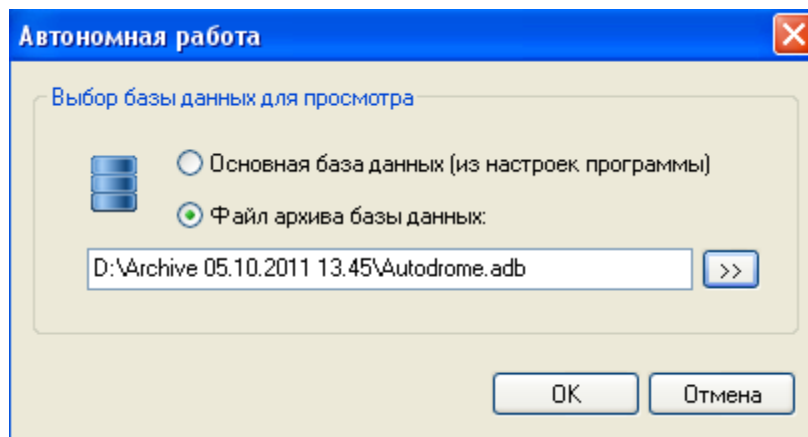 Автономная работа
Выбор базы данных для просмотра
Основная база данных (из настроек программы)
Файл архива базы данных:
D:\Archive 05.10.2011 13.45\Autodrome.adb
>>
OK
Отмена